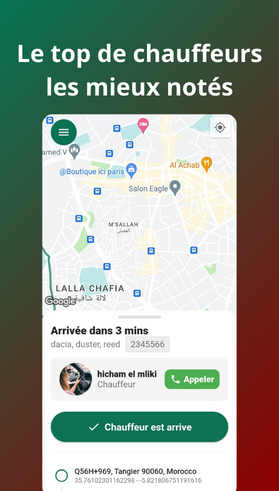 Le top de chauffeurs
les mieux notés
amed V
@Boutique ici paris
Al Achab
Salon Eagle
M'SALLAH
المصلى
LALLA CHAFIA
لالة شافية
Google
Arrivée dans 3 mins
dacia, duster, reed 2345566
hicham el mliki
Chauffeur
Appeler
Chauffeur est arrive
Q56H+969, Tangier 90060, Morocco
35.76102301162298 - -5.821806751191616